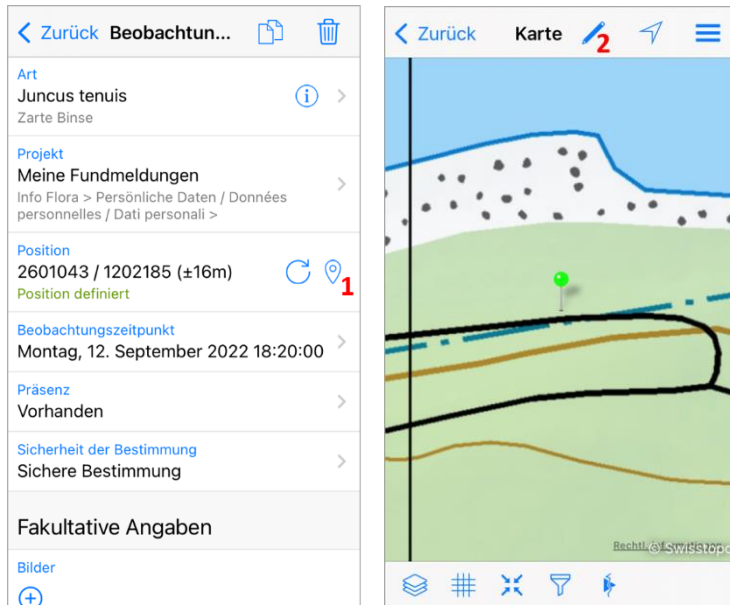 Zurück Beobachtun...
Art
Juncus tenuis
Zarte Binse
Projekt
Meine Fundmeldungen
Info Flora > Persönliche Daten / Données
personnelles / Dati personali >
Position
2601043 / 1202185 (±16m)
1
Position definiert
Beobachtungszeitpunkt
Montag, 12. September 2022 18:20:00
Präsenz
Vorhanden
Sicherheit der Bestimmung
Sichere Bestimmung
Fakultative Angaben
Bilder
Zurück Karte
2
Rechtl. Informationen
© Swisstopo